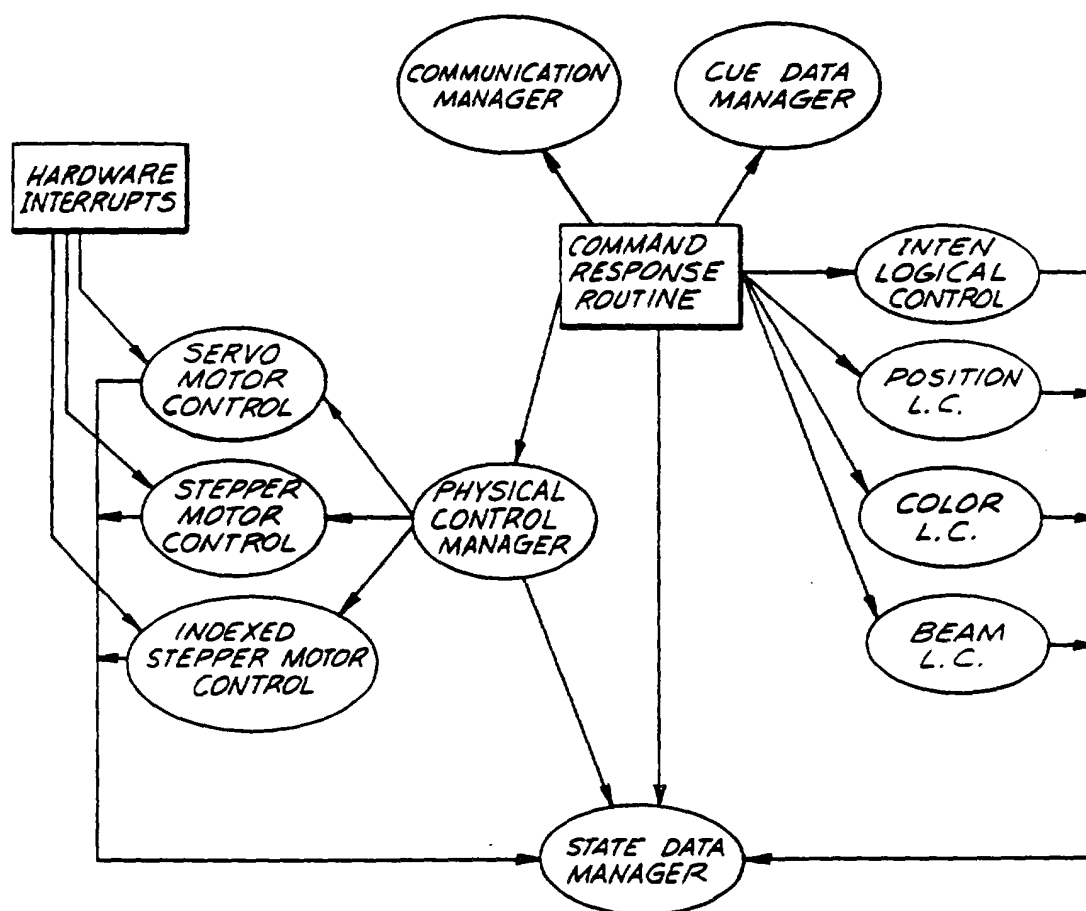 COMMUNICATION
MANAGER
CUE DATA
MANAGER
HARDWARE
INTERRUPTS
COMMAND
RESPONSE
ROUTINE
INTEN
LOGICAL
CONTROL
SERVO
MOTOR
CONTROL
POSITION
L.C.
STEPPER
MOTOR
CONTROL
PHYSICAL
CONTROL
MANAGER
COLOR
L.C.
INDEXED
STEPPER MOTOR
CONTROL
BEAM
L.C.
STATE DATA
MANAGER